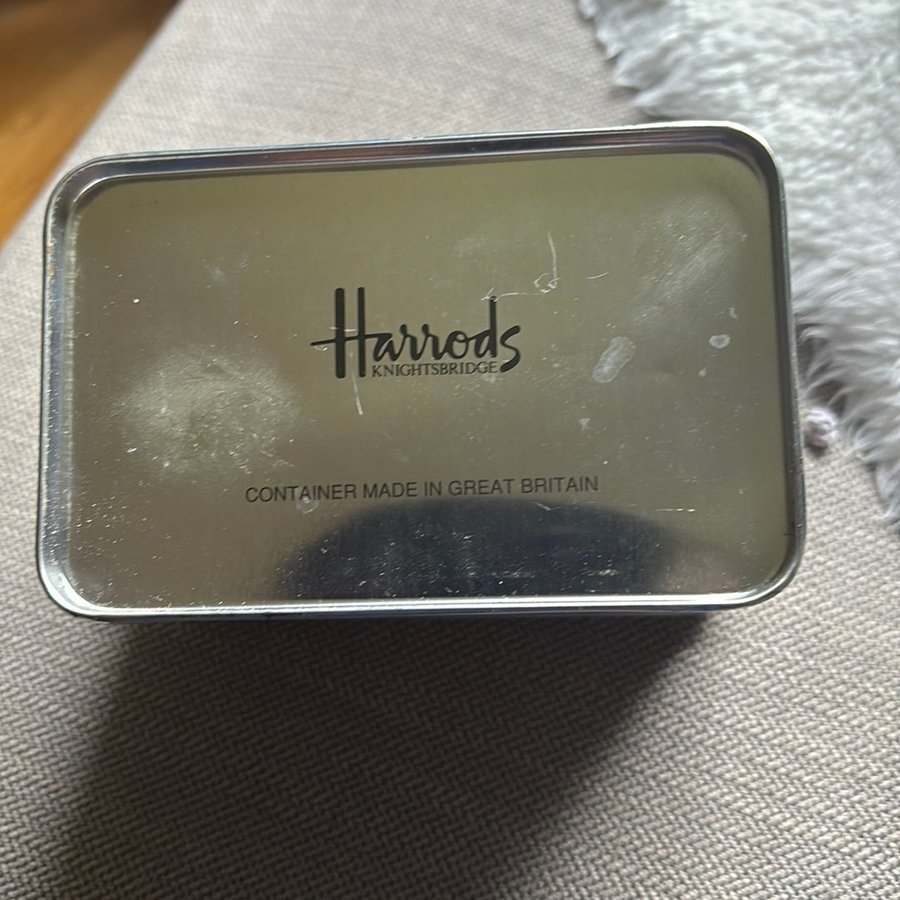 Harrods
KNIGHTSBRIDGE
CONTAINER MADE IN GREAT BRITAIN